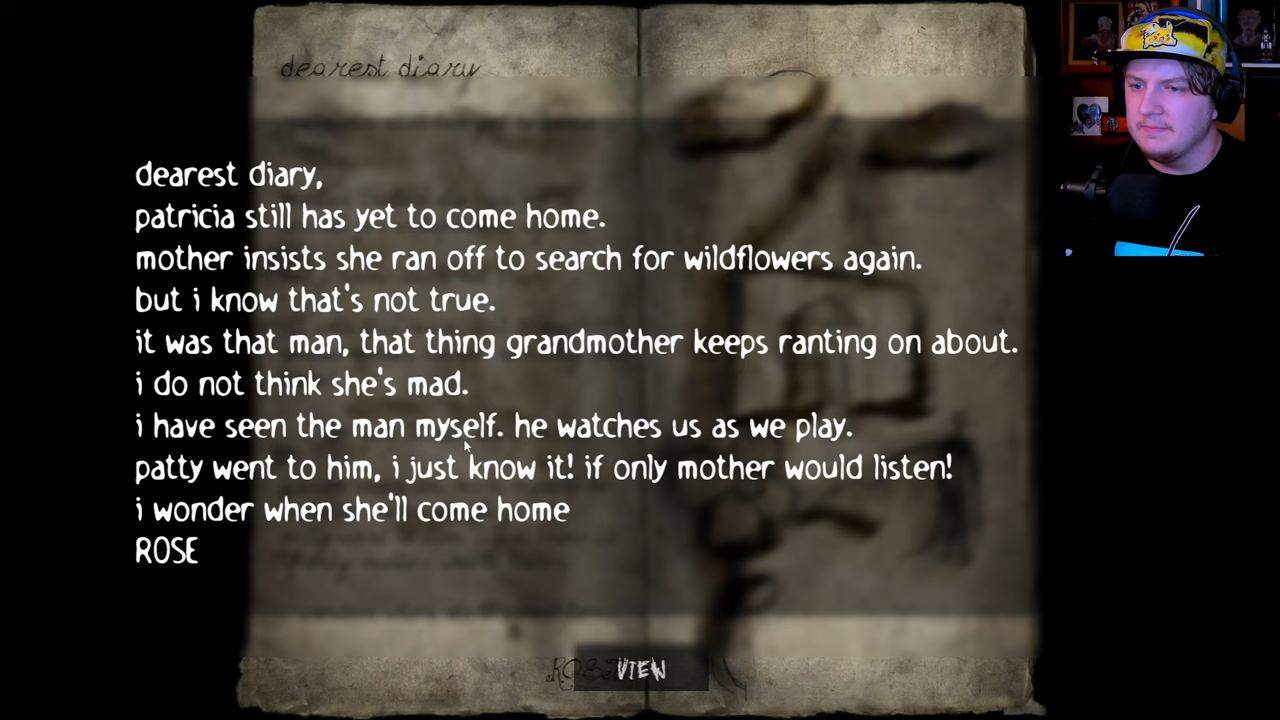 dearest diary
dearest diary,
patricia still has yet to come home.
mother insists she ran off to search for wildflowers again.
but i know that's not true.
it was that man, that thing grandmother keeps ranting on about.
i do not think she's mad.
i have seen the man myself. he watches us as we play.
patty went to him, i just know it! if only mother would listen!
i wonder when she'll come home
ROSE
VIEW